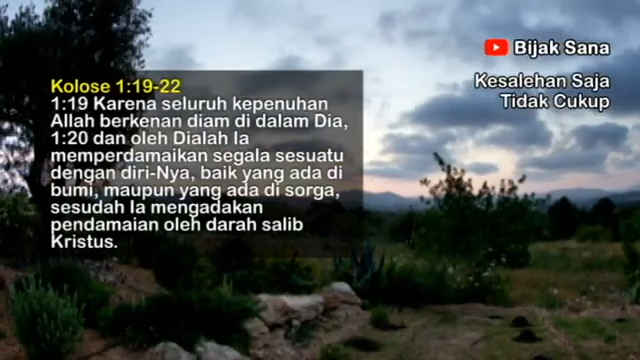 Bijak Sana
Kesalehan Saja
Tidak Cukup
Kolose 1:19-22
1:19 Karena seluruh kepenuhan
Allah berkenan diam di dalam Dia,
1:20 dan oleh Dialah Ia
memperdamaikan segala sesuatu
dengan diri-Nya, baik yang ada di
bumi, maupun yang ada di sorga,
sesudah Ia mengadakan
pendamaian oleh darah salib
Kristus.